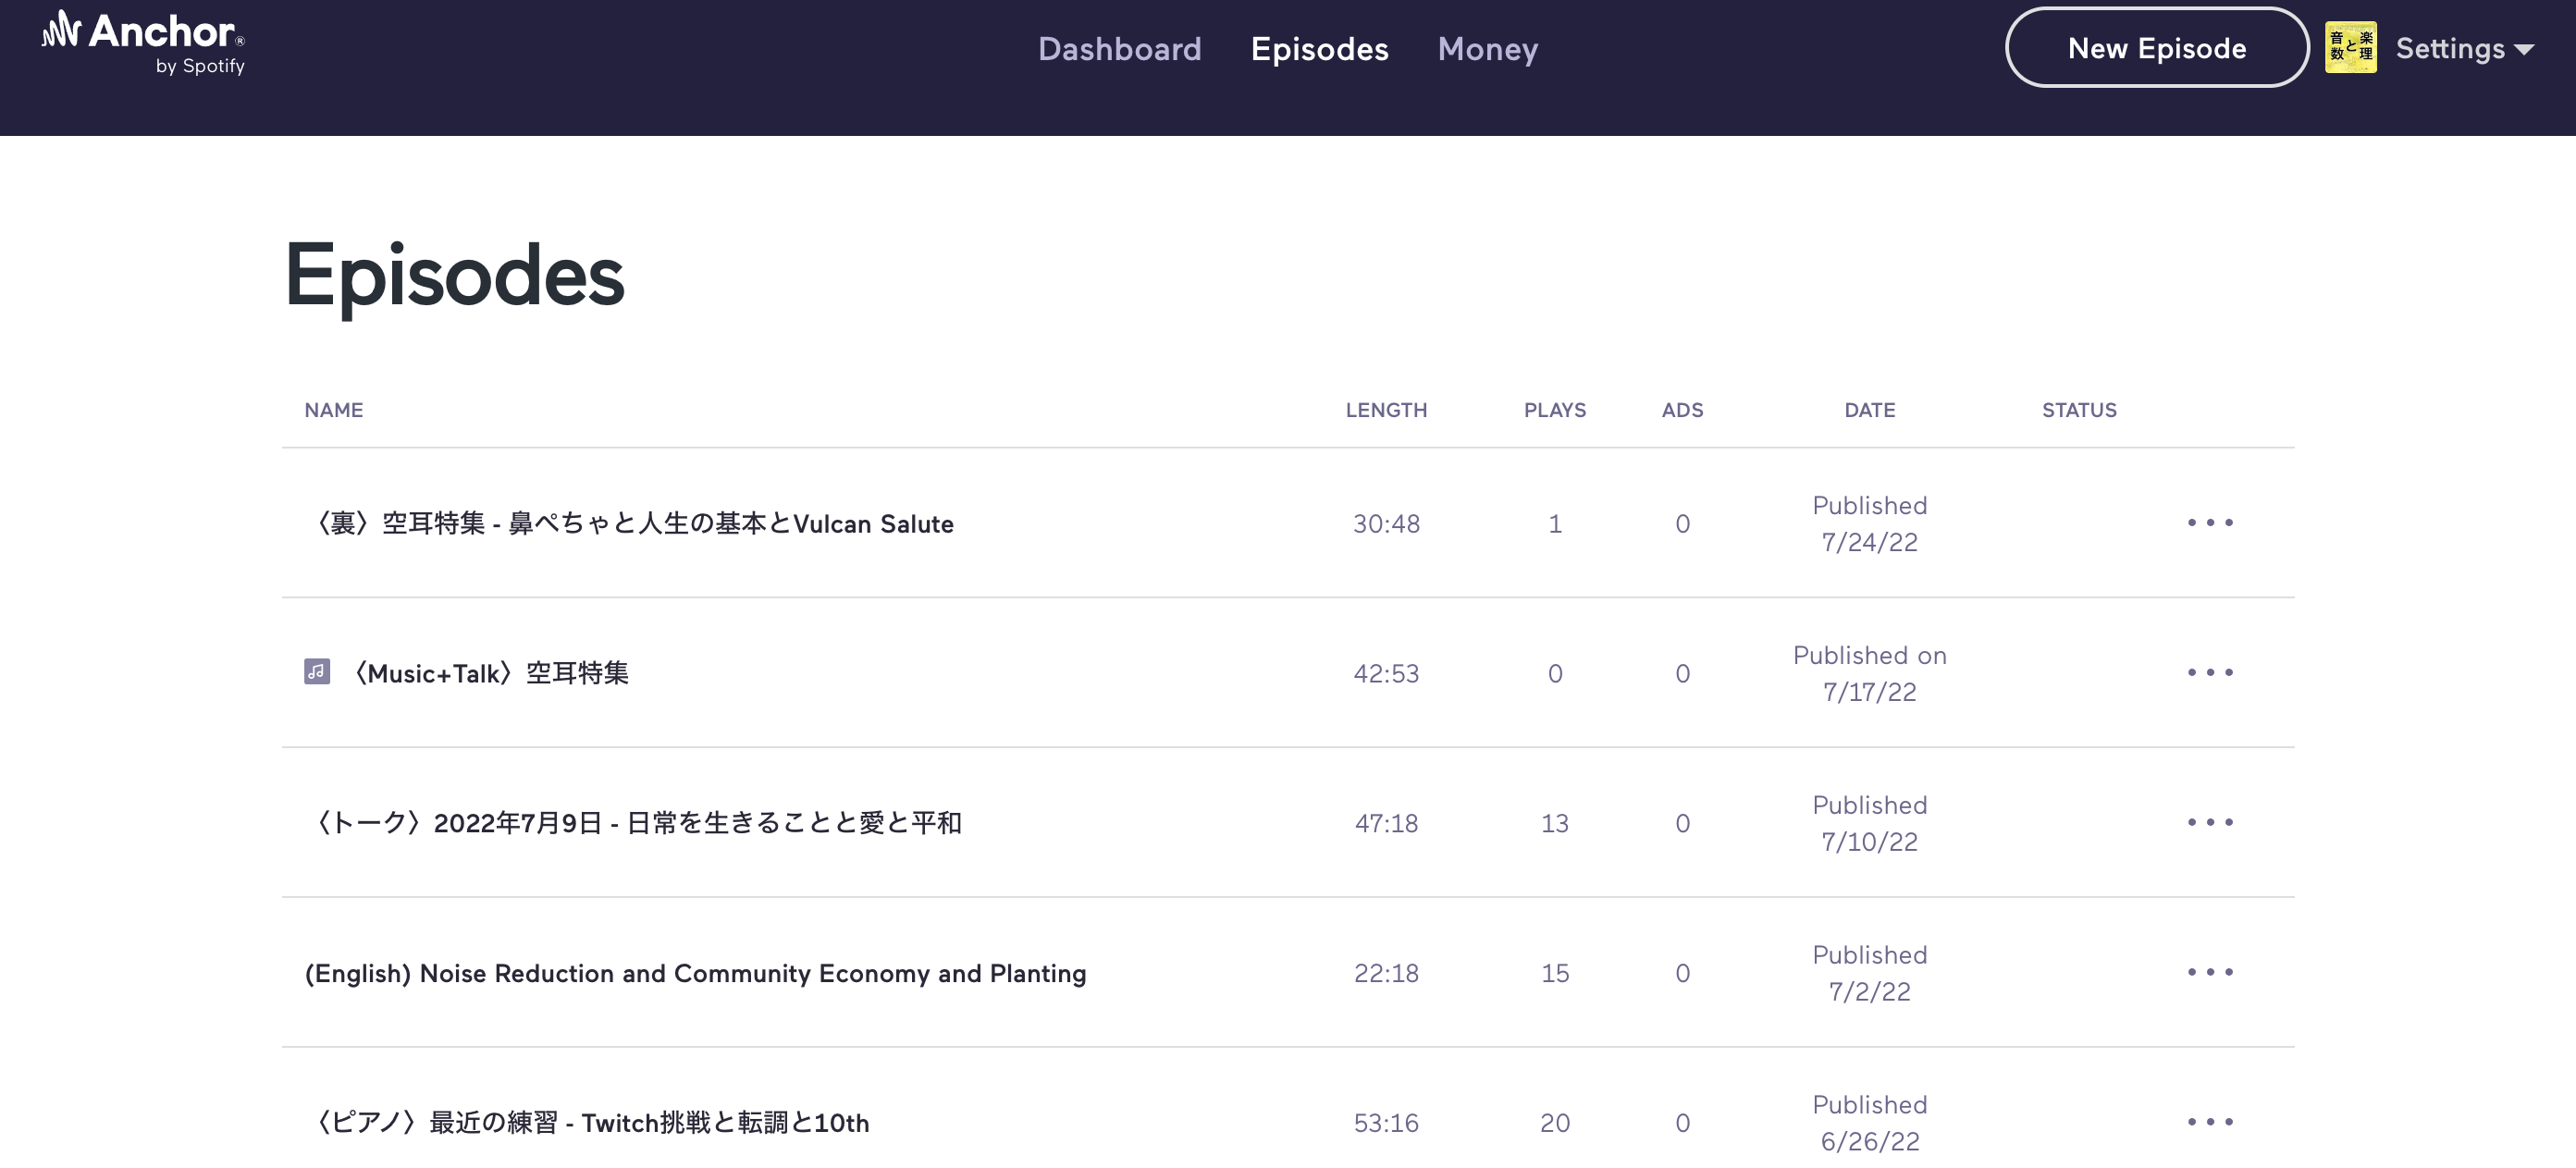 Anchor®
by Spotify
Dashboard Episodes Money
New Episode
音楽と数理
Settings
Episodes
NAME LENGTH PLAYS ADS DATE STATUS
〈裏〉空耳特集 - 鼻ぺちゃと人生の基本とVulcan Salute 30:48 1 0 Published
7/24/22
〈Music+Talk〉空耳特集 42:53 0 0 Published on
7/17/22
〈トーク〉2022年7月9日 - 日常を生きることと愛と平和 47:18 13 0 Published
7/10/22
(English) Noise Reduction and Community Economy and Planting 22:18 15 0 Published
7/2/22
〈ピアノ〉最近の練習 - Twitch挑戦と転調と10th 53:16 20 0 Published
6/26/22